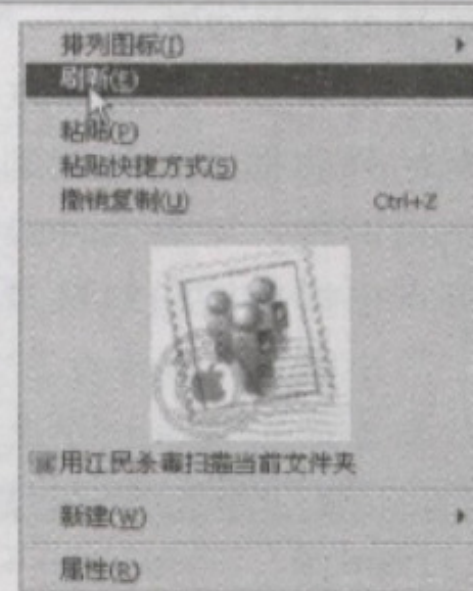 排列图标(I)
刷新(E)
粘贴(P)
粘贴快捷方式(S)
撤销复制(U) Ctrl+Z
用江民杀毒扫描当前文件夹
新建(W)
属性(R)